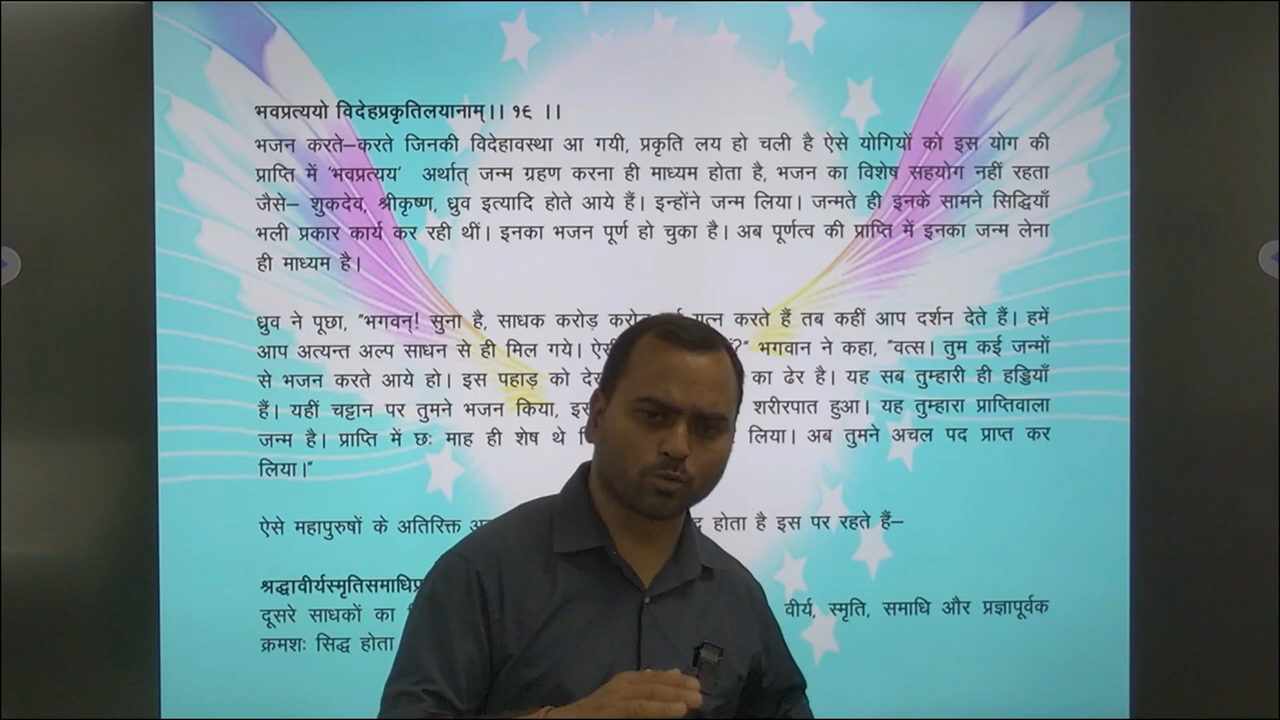 भवप्रत्ययो विदेहप्रकृतिलयानाम्।। १९ ।।
भजन करते–करते जिनकी विदेहावस्था आ गयी, प्रकृति लय हो चली है ऐसे योगियों को इस योग की
प्राप्ति में 'भवप्रत्यय' अर्थात् जन्म ग्रहण करना ही माध्यम होता है, भजन का विशेष सहयोग नहीं रहता
जैसे– शुकदेव, श्रीकृष्ण, ध्रुव इत्यादि होते आये हैं। इन्होंने जन्म लिया। जन्मते ही इनके सामने सिद्धियाँ
भली प्रकार कार्य कर रही थीं। इनका भजन पूर्ण हो चुका है। अब पूर्णत्व की प्राप्ति में इनका जन्म लेना
ही माध्यम है।
ध्रुव ने पूछा, "भगवन्! सुना है, साधक करोड़ यत्न करते हैं तब कहीं आप दर्शन देते हैं। हमें
आप अत्यन्त अल्प साधन से ही मिल गये। भगवान ने कहा, "वत्स। तुम कई जन्मों
से भजन करते आये हो। इस पहाड़ को का ढेर है। यह सब तुम्हारी ही हड्डियाँ
हैं। यहीं चट्टान पर तुमने भजन किया, शरीरपात हुआ। यह तुम्हारा प्राप्तिवाला
जन्म है। प्राप्ति में छः माह ही शेष थे लिया। अब तुमने अचल पद प्राप्त कर
लिया।"
ऐसे महापुरुषों के अतिरिक्त होता है इस पर रहते हैं–
श्रद्धावीर्यस्मृतिसमाधिप्र
दूसरे साधकों का वीर्य, स्मृति, समाधि और प्रज्ञापूर्वक
क्रमशः सिद्ध होता